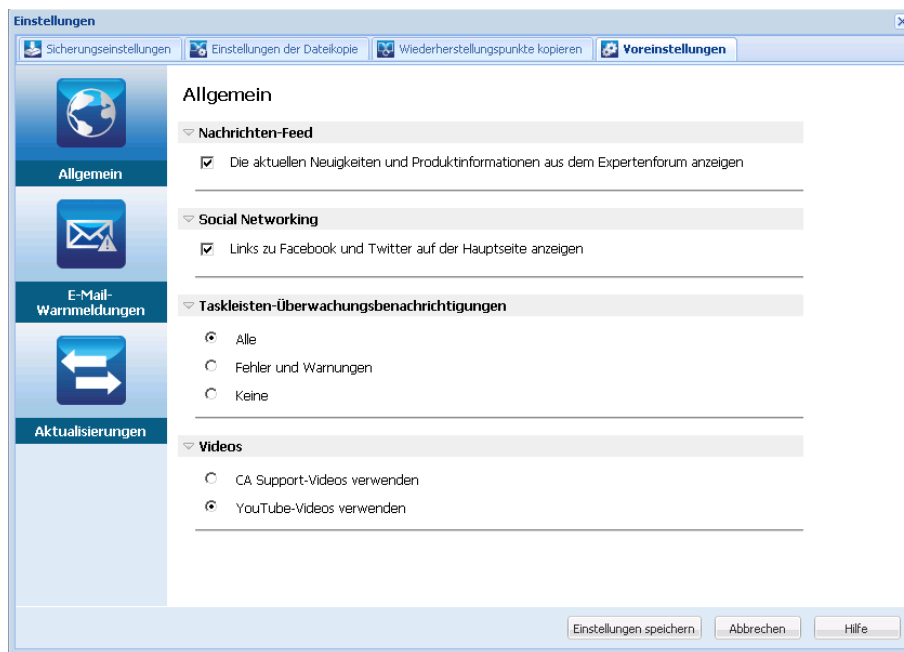 Einstellungen
Sicherungseinstellungen
Einstellungen der Dateikopie
Wiederherstellungspunkte kopieren
Voreinstellungen
Allgemein
E-Mail-
Warnmeldungen
Aktualisierungen
Allgemein
Nachrichten-Feed
Die aktuellen Neuigkeiten und Produktinformationen aus dem Expertenforum anzeigen
Social Networking
Links zu Facebook und Twitter auf der Hauptseite anzeigen
Taskleisten-Überwachungsbenachrichtigungen
Alle
Fehler und Warnungen
Keine
Videos
CA Support-Videos verwenden
YouTube-Videos verwenden
Einstellungen speichern
Abbrechen
Hilfe